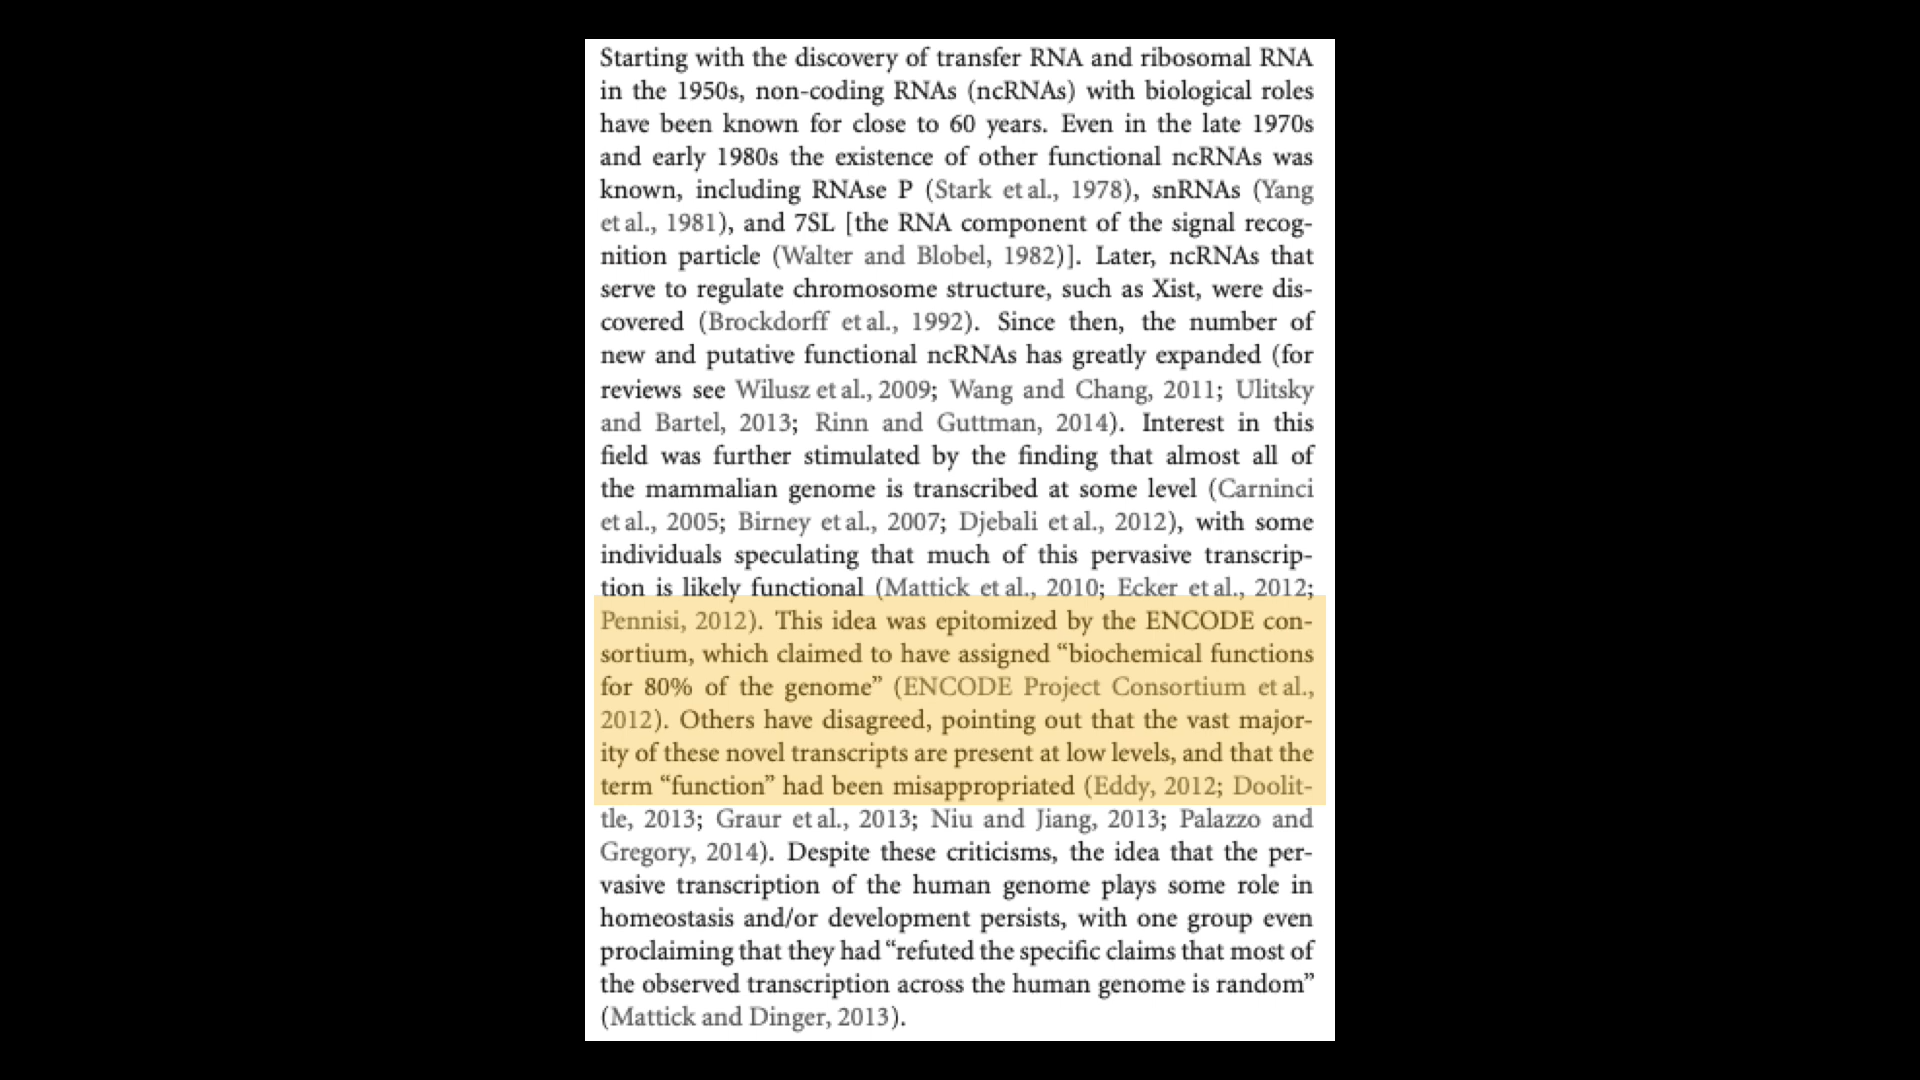 Starting with the discovery of transfer RNA and ribosomal RNA
in the 1950s, non-coding RNAs (ncRNAs) with biological roles
have been known for close to 60 years. Even in the late 1970s
and early 1980s the existence of other functional ncRNAs was
known, including RNAse P (Stark et al., 1978), snRNAs (Yang
et al., 1981), and 7SL [the RNA component of the signal recog-
nition particle (Walter and Blobel, 1982)]. Later, ncRNAs that
serve to regulate chromosome structure, such as Xist, were dis-
covered (Brockdorff et al., 1992). Since then, the number of
new and putative functional ncRNAs has greatly expanded (for
reviews see Wilusz et al., 2009; Wang and Chang, 2011; Ulitsky
and Bartel, 2013; Rinn and Guttman, 2014). Interest in this
field was further stimulated by the finding that almost all of
the mammalian genome is transcribed at some level (Carninci
et al., 2005; Birney et al., 2007; Djebali et al., 2012), with some
individuals speculating that much of this pervasive transcrip-
tion is likely functional (Mattick et al., 2010; Ecker et al., 2012;
Pennisi, 2012). This idea was epitomized by the ENCODE con-
sortium, which claimed to have assigned “biochemical functions
for 80% of the genome” (ENCODE Project Consortium et al.,
2012). Others have disagreed, pointing out that the vast major-
ity of these novel transcripts are present at low levels, and that the
term “function” had been misappropriated (Eddy, 2012; Doolit-
tle, 2013; Graur et al., 2013; Niu and Jiang, 2013; Palazzo and
Gregory, 2014). Despite these criticisms, the idea that the per-
vasive transcription of the human genome plays some role in
homeostasis and/or development persists, with one group even
proclaiming that they had “refuted the specific claims that most of
the observed transcription across the human genome is random”
(Mattick and Dinger, 2013).